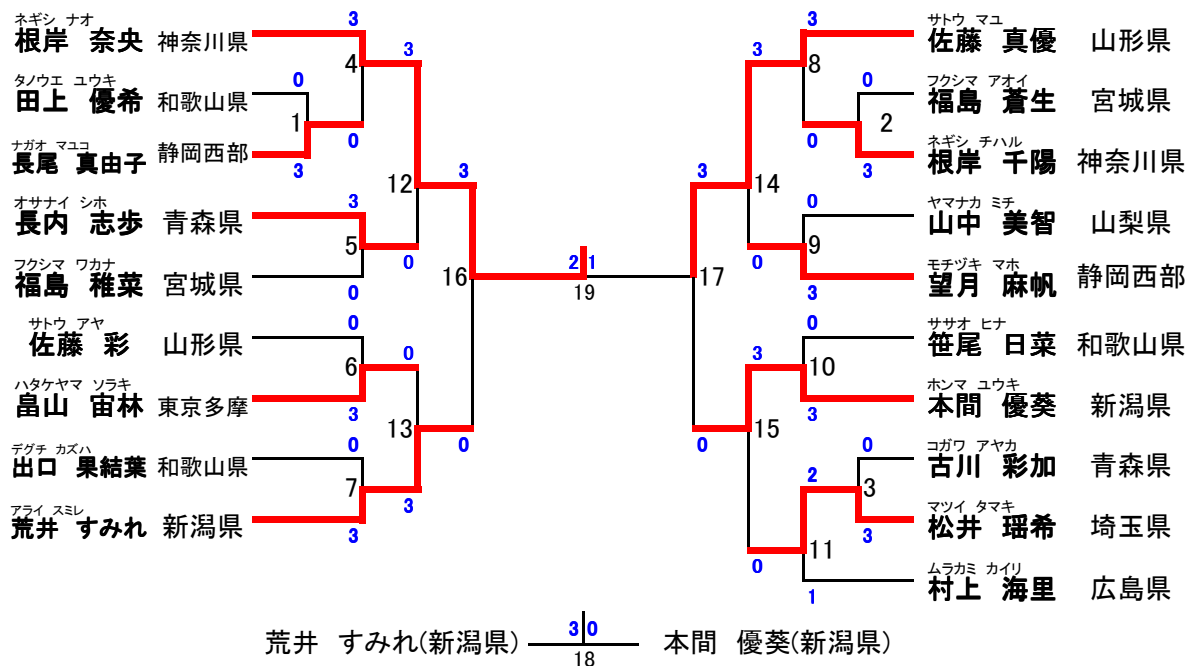 ネギシ ナオ
根岸 奈央 神奈川県
タノウエ ユウキ
田上 優希 和歌山県
ナガオ マユコ
長尾 真由子 静岡西部
オサナイ シホ
長内 志歩 青森県
フクシマ ワカナ
福島 稚菜 宮城県
サトウ アヤ
佐藤 彩 山形県
ハタケヤマ ソラキ
畠山 宙林 東京多摩
デグチ カズハ
出口 果結葉 和歌山県
アライ スミレ
荒井 すみれ 新潟県
3
4
0
1
3
0
3
5
0
0
6
3
0
7
3
3
12
0
0
13
3
3
16
0
2 1
19
3
17
0
3
14
0
3
15
0
3
8
0
0
2
3
0
9
3
0
10
3
2
11
1
0
3
3
サトウ マユ
佐藤 真優 山形県
フクシマ アオイ
福島 蒼生 宮城県
ネギシ チハル
根岸 千陽 神奈川県
ヤマナカ ミチ
山中 美智 山梨県
モチヅキ マホ
望月 麻帆 静岡西部
ササオ ヒナ
笹尾 日菜 和歌山県
ホンマ ユウキ
本間 優葵 新潟県
コガワ アヤカ
古川 彩加 青森県
マツイ タマキ
松井 瑶希 埼玉県
ムラカミ カイリ
村上 海里 広島県
荒井 すみれ(新潟県) 3 0 本間 優葵(新潟県)
18